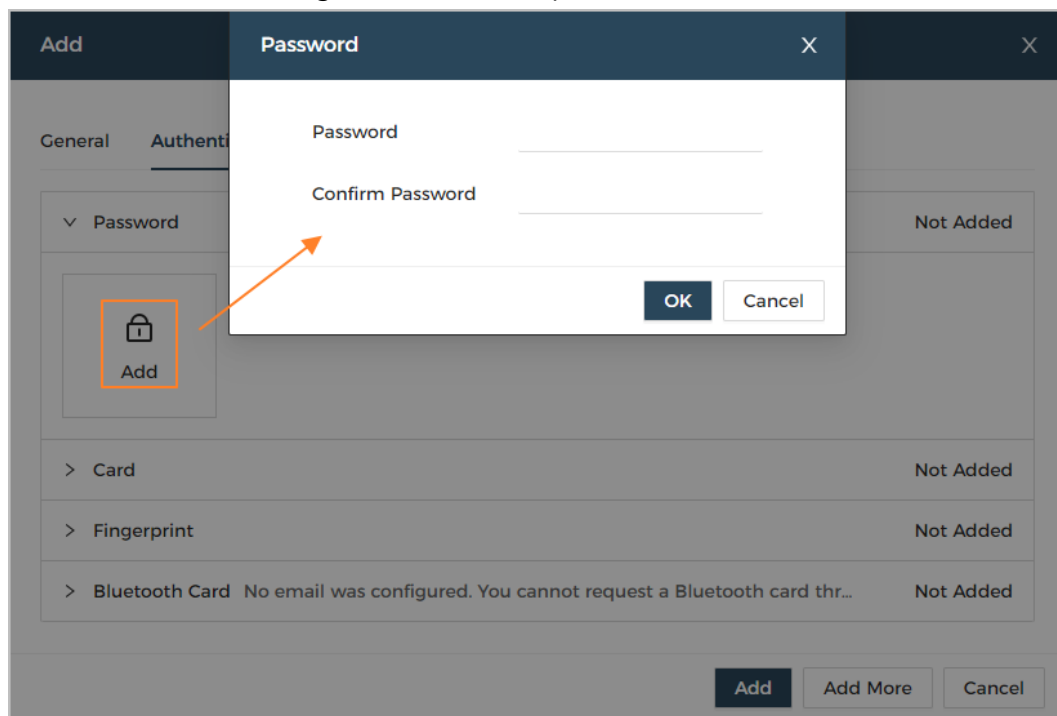 Add
X
General
Authenti
Password
Not Added
Add
Card
Not Added
Fingerprint
Not Added
Bluetooth Card No email was configured. You cannot request a Bluetooth card thr...
Not Added
Add
Add More
Cancel
Password
X
Password
Confirm Password
OK
Cancel